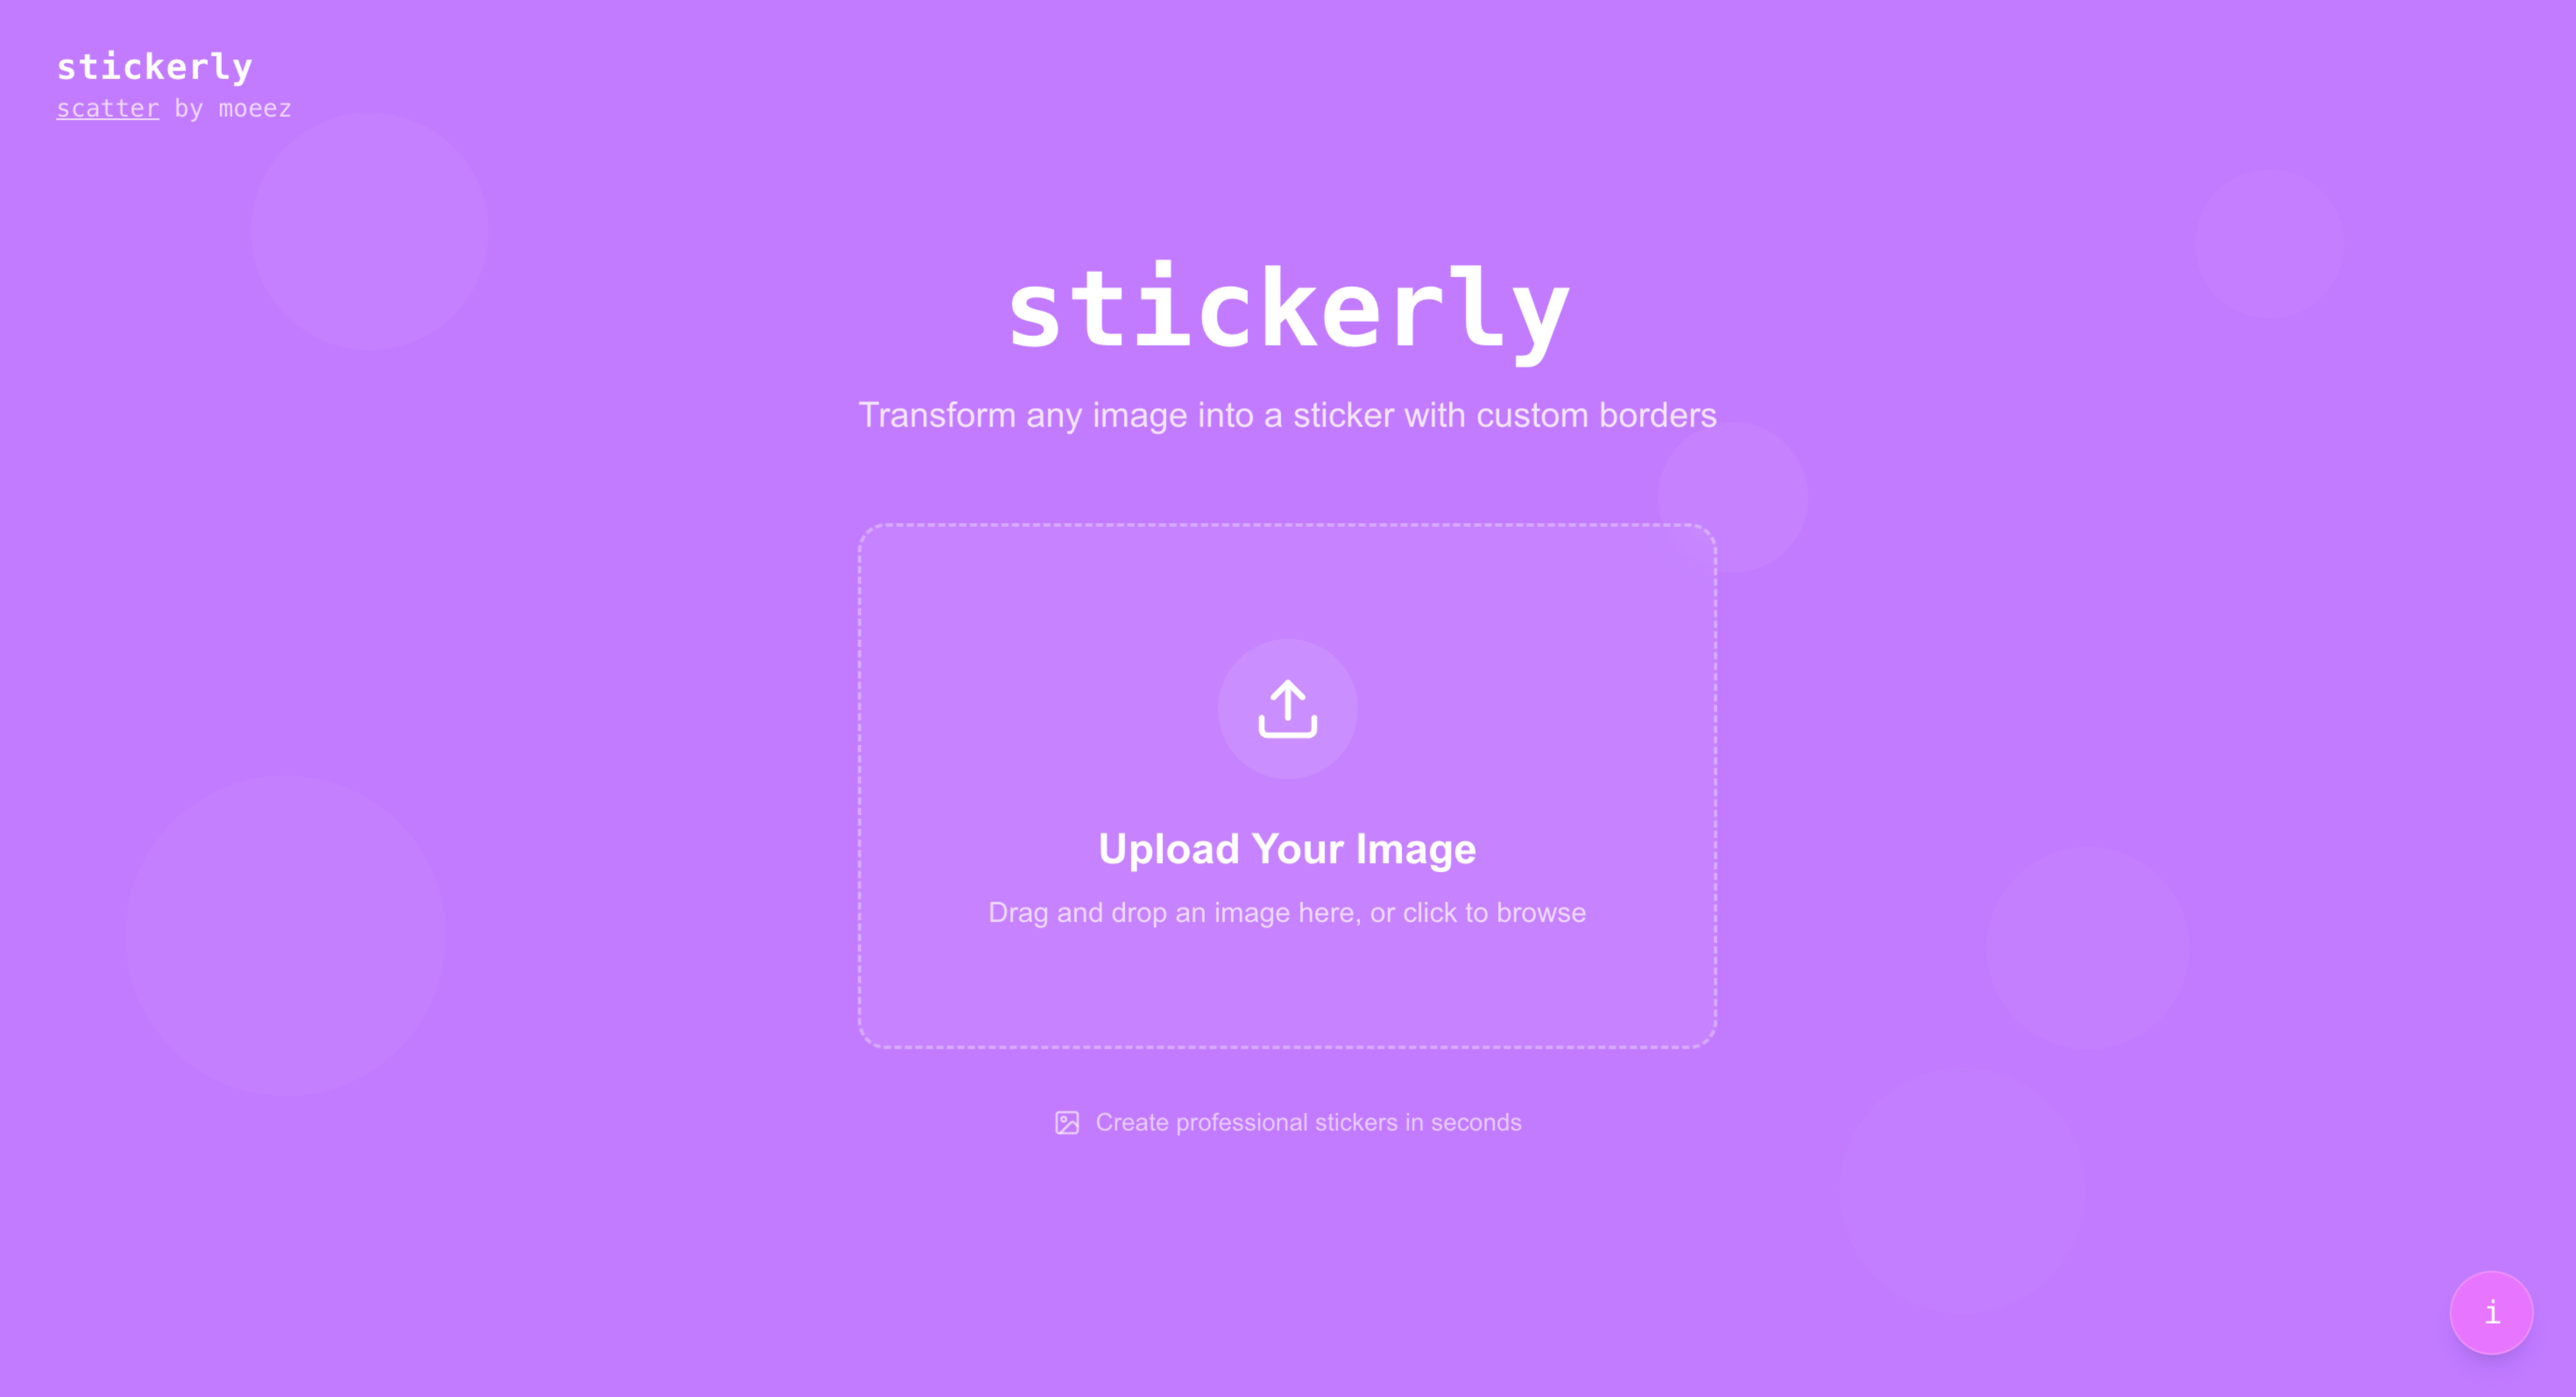 stickerly
scatter by moeez
stickerly
Transform any image into a sticker with custom borders
Upload Your Image
Drag and drop an image here, or click to browse
Create professional stickers in seconds
i